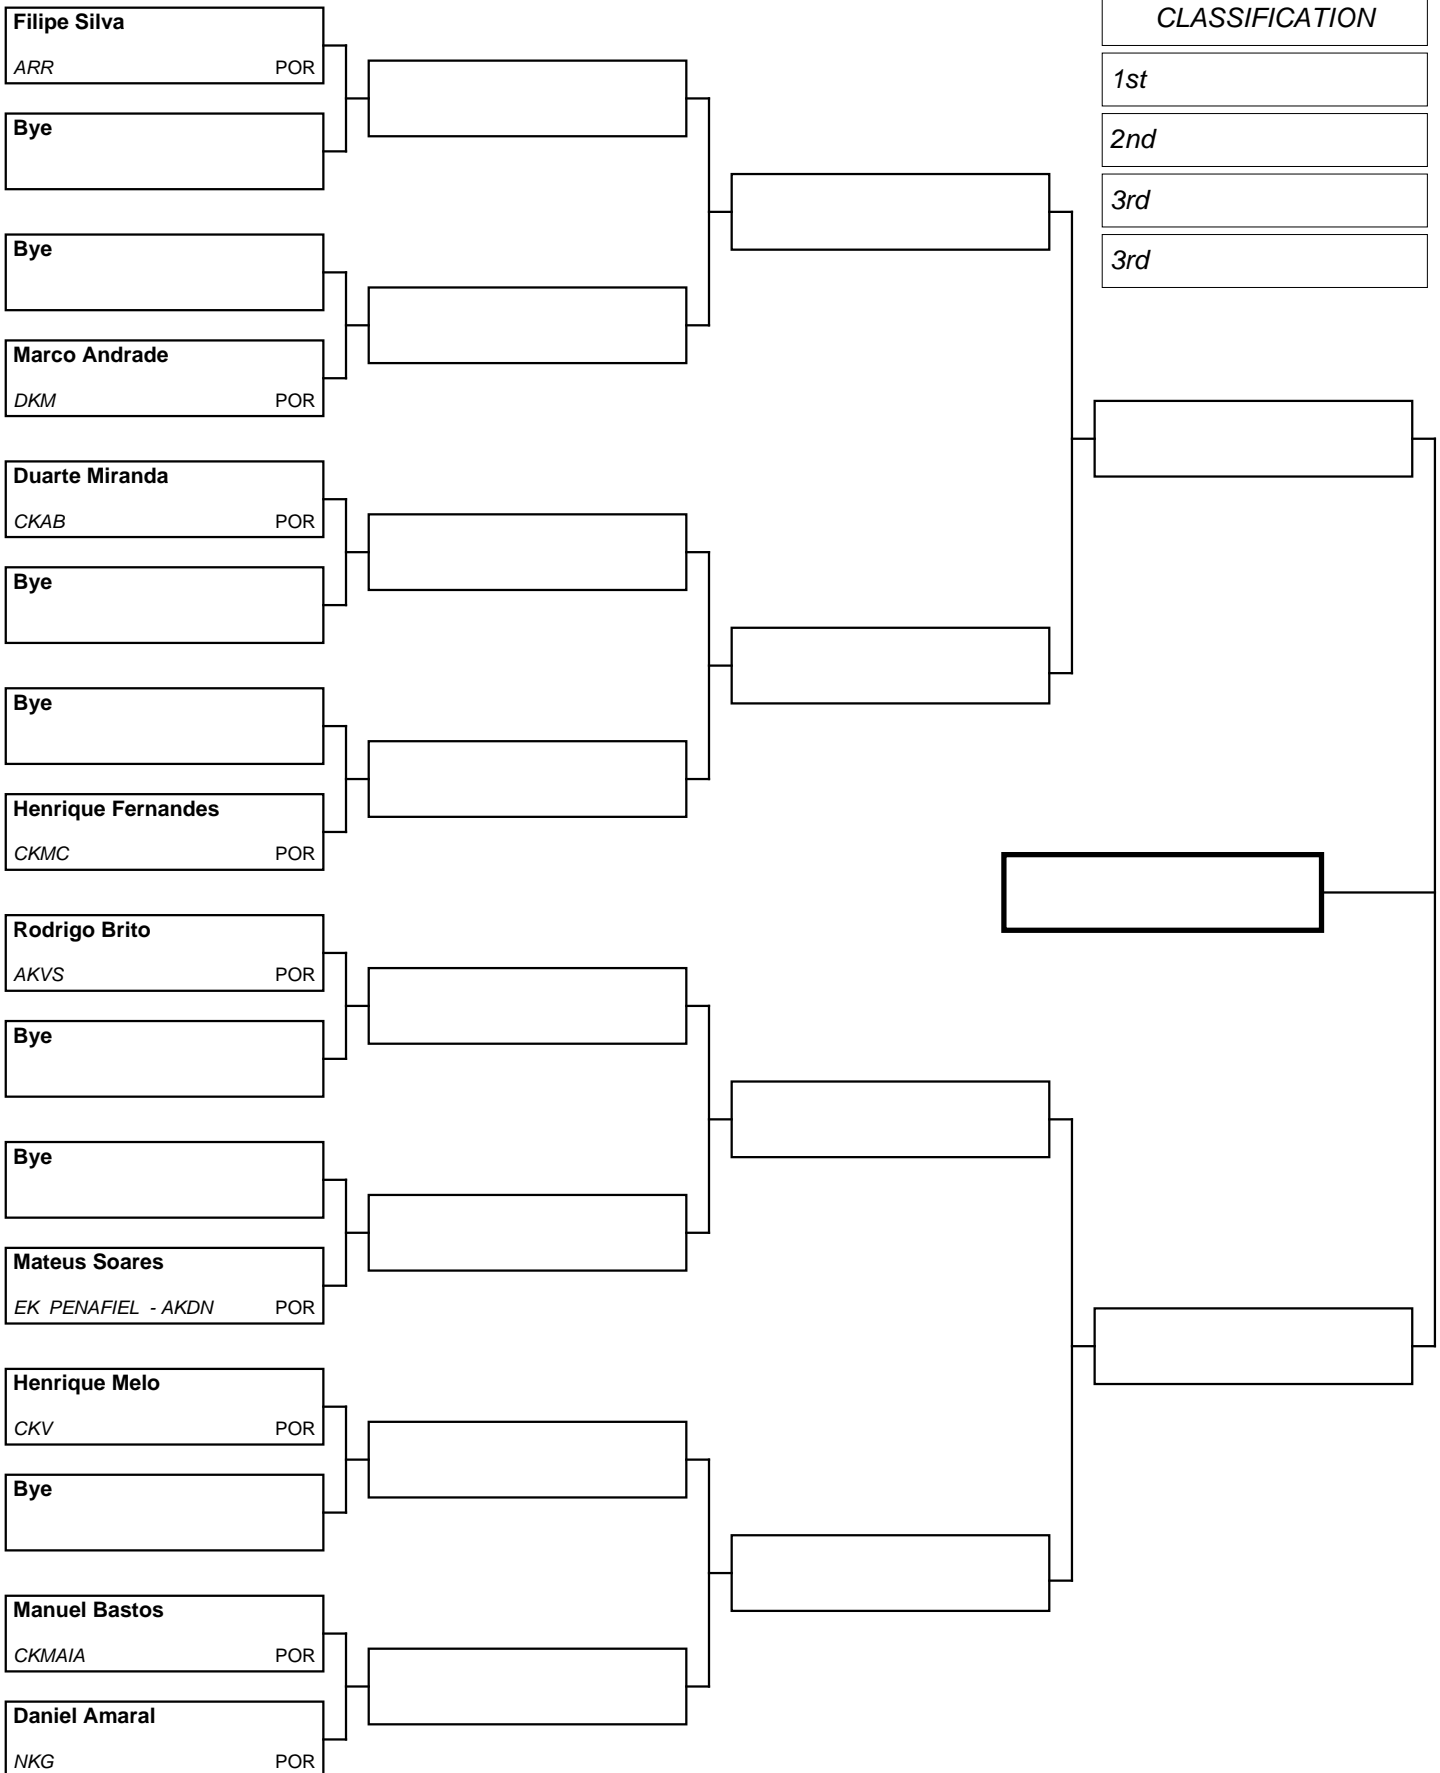 Filipe Silva
ARR POR
Bye
Bye
Marco Andrade
DKM POR
Duarte Miranda
CKAB POR
Bye
Bye
Henrique Fernandes
CKMC POR
Rodrigo Brito
AKVS POR
Bye
Bye
Mateus Soares
EK PENAFIEL - AKDN POR
Henrique Melo
CKV POR
Bye
Manuel Bastos
CKMAIA POR
Daniel Amaral
NKG POR
CLASSIFICATION
1st
2nd
3rd
3rd